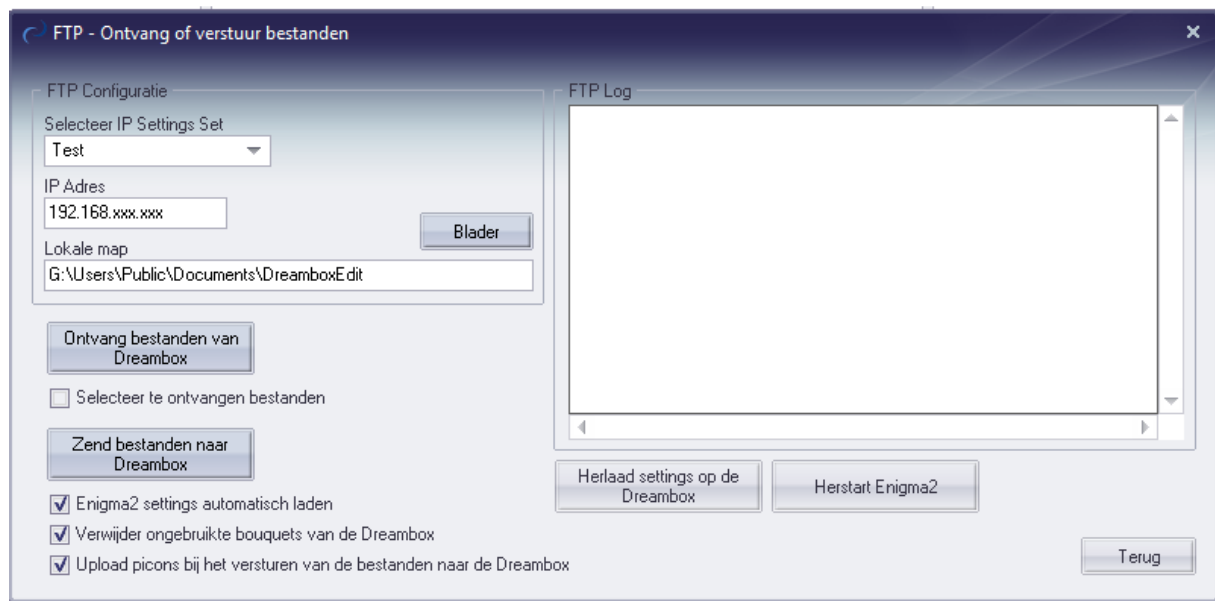 FTP - Ontvang of verstuur bestanden
FTP Configuratie
Selecteer IP Settings Set
Test
IP Adres
192.168.xxx.xxx
Blader
Lokale map
G:\Users\Public\Documents\DreamboxEdit
Ontvang bestanden van
Dreambox
Selecteer te ontvangen bestanden
Zend bestanden naar
Dreambox
Enigma2 settings automatisch laden
Verwijder ongebruikte bouquets van de Dreambox
Upload picons bij het versturen van de bestanden naar de Dreambox
FTP Log
Herlaad settings op de
Dreambox
Herstart Enigma2
Terug